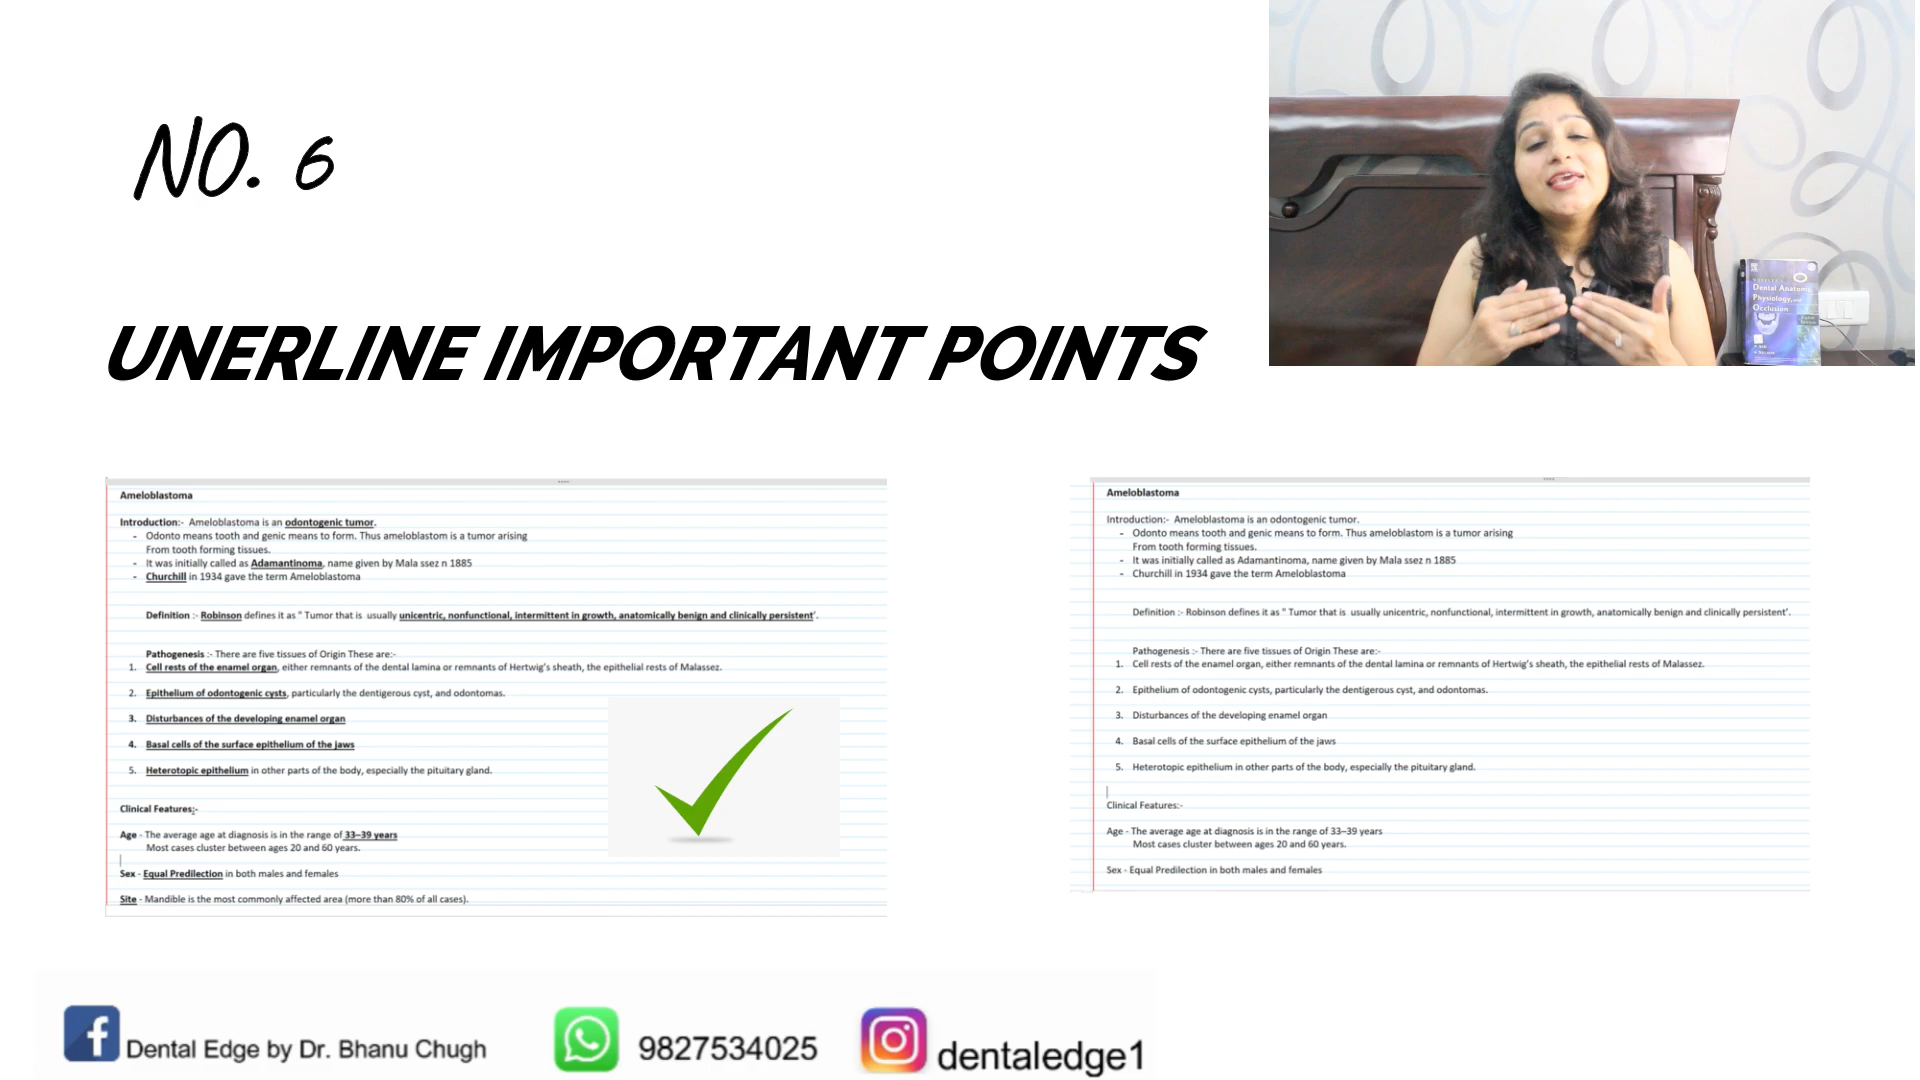 NO. 6
UNERLINE IMPORTANT POINTS
Dental Anatomy,
Physiology, and
Occlusion
Ameloblastoma
Introduction:- Ameloblastoma is an odontogenic tumor.
- Odonto means tooth and genic means to form. Thus ameloblastom is a tumor arising
From tooth forming tissues.
- It was initially called as Adamantinoma, name given by Mala ssez n 1885
- Churchill in 1934 gave the term Ameloblastoma
Definition :- Robinson defines it as " Tumor that is usually unicentric, nonfunctional, intermittent in growth, anatomically benign and clinically persistent'.
Pathogenesis :- There are five tissues of Origin These are:-
1. Cell rests of the enamel organ, either remnants of the dental lamina or remnants of Hertwig's sheath, the epithelial rests of Malassez.
2. Epithelium of odontogenic cysts, particularly the dentigerous cyst, and odontomas.
3. Disturbances of the developing enamel organ
4. Basal cells of the surface epithelium of the jaws
5. Heterotopic epithelium in other parts of the body, especially the pituitary gland.
Clinical Features:-
Age - The average age at diagnosis is in the range of 33–39 years
Most cases cluster between ages 20 and 60 years.
Sex - Equal Predilection in both males and females
Site - Mandible is the most commonly affected area (more than 80% of all cases).
Ameloblastoma
Introduction:- Ameloblastoma is an odontogenic tumor.
- Odonto means tooth and genic means to form. Thus ameloblastom is a tumor arising
From tooth forming tissues.
- It was initially called as Adamantinoma, name given by Mala ssez n 1885
- Churchill in 1934 gave the term Ameloblastoma
Definition :- Robinson defines it as " Tumor that is usually unicentric, nonfunctional, intermittent in growth, anatomically benign and clinically persistent'.
Pathogenesis :- There are five tissues of Origin These are:-
1. Cell rests of the enamel organ, either remnants of the dental lamina or remnants of Hertwig's sheath, the epithelial rests of Malassez.
2. Epithelium of odontogenic cysts, particularly the dentigerous cyst, and odontomas.
3. Disturbances of the developing enamel organ
4. Basal cells of the surface epithelium of the jaws
5. Heterotopic epithelium in other parts of the body, especially the pituitary gland.
Clinical Features:-
Age - The average age at diagnosis is in the range of 33–39 years
Most cases cluster between ages 20 and 60 years.
Sex - Equal Predilection in both males and females
Dental Edge by Dr. Bhanu Chugh
9827534025
dentaledge1